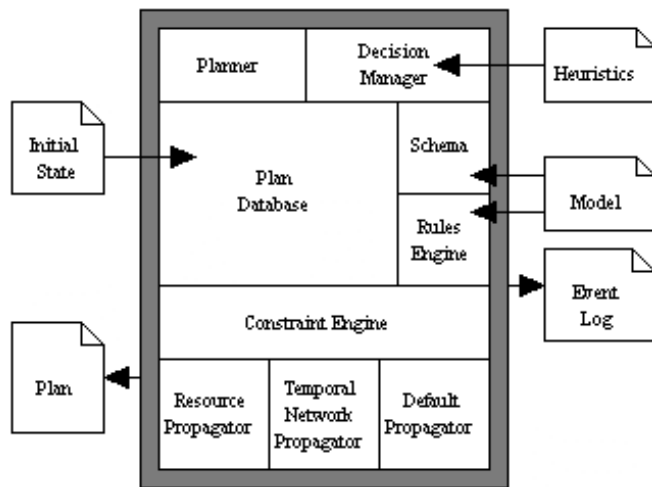 Planner
Decision
Manager
Heuristics
Initial
State
Schema
Plan
Database
Model
Rules
Engine
Event
Log
Constraint Engine
Plan
Resource
Propagator
Temporal
Network
Propagator
Default
Propagator